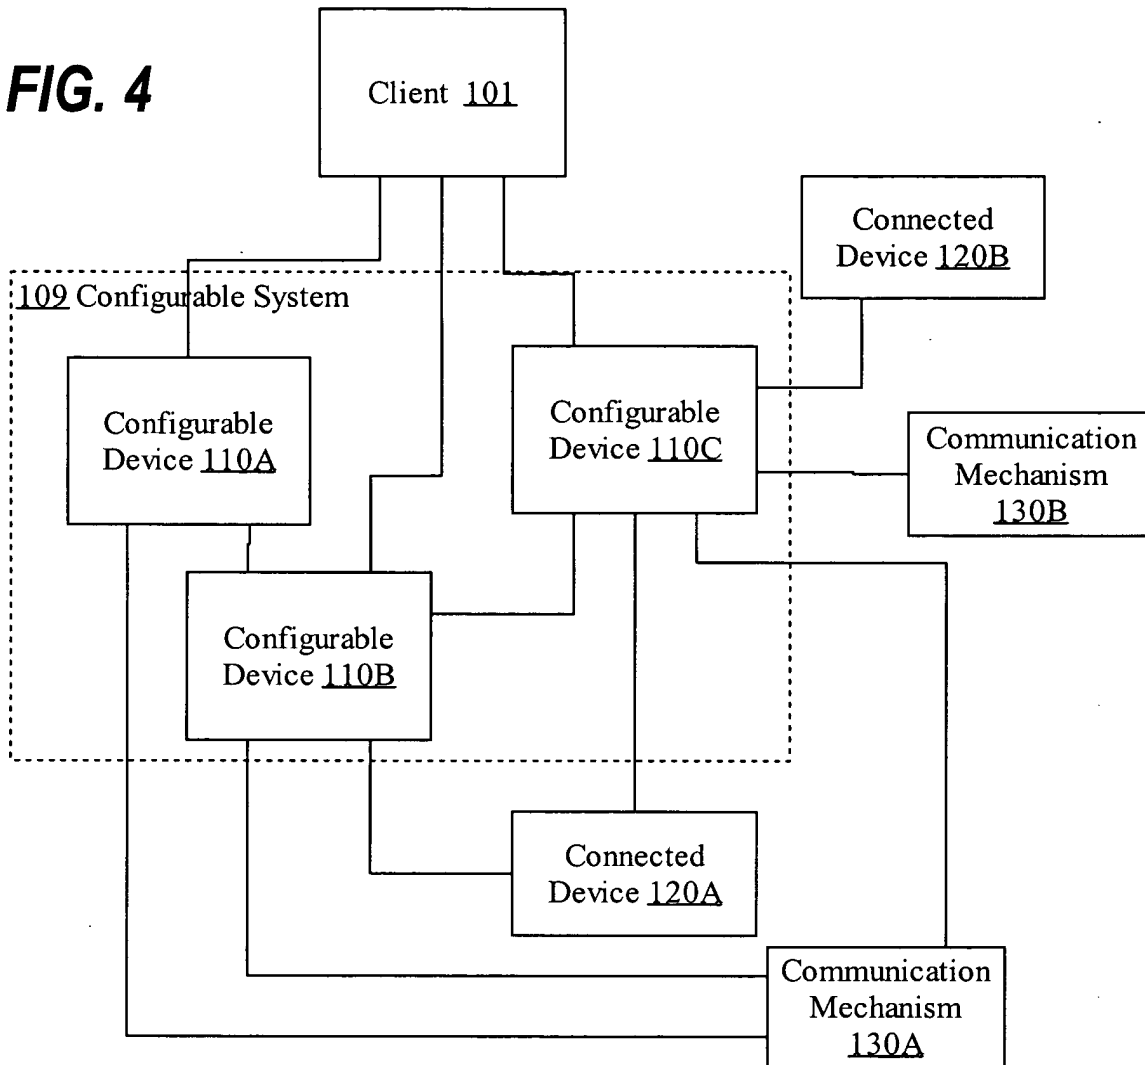 FIG. 4
Client 101
Connected
Device 120B
109 Configurable System
Configurable
Device 110A
Configurable
Device 110C
Communication
Mechanism
130B
Configurable
Device 110B
Connected
Device 120A
Communication
Mechanism
130A